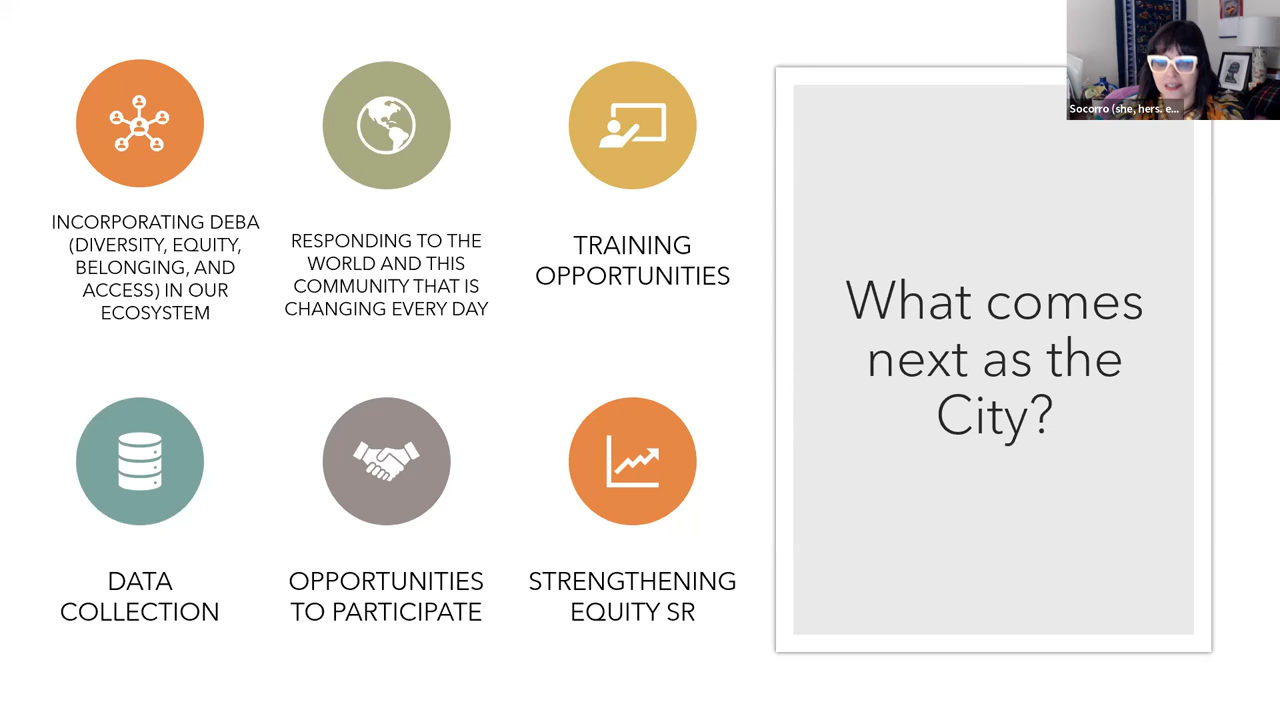 INCORPORATING DEBA
(DIVERSITY, EQUITY,
BELONGING, AND
ACCESS) IN OUR
ECOSYSTEM
RESPONDING TO THE
WORLD AND THIS
COMMUNITY THAT IS
CHANGING EVERY DAY
TRAINING
OPPORTUNITIES
DATA
COLLECTION
OPPORTUNITIES
TO PARTICIPATE
STRENGTHENING
EQUITY SR
What comes
next as the
City?
Socorro (she, hers. e...